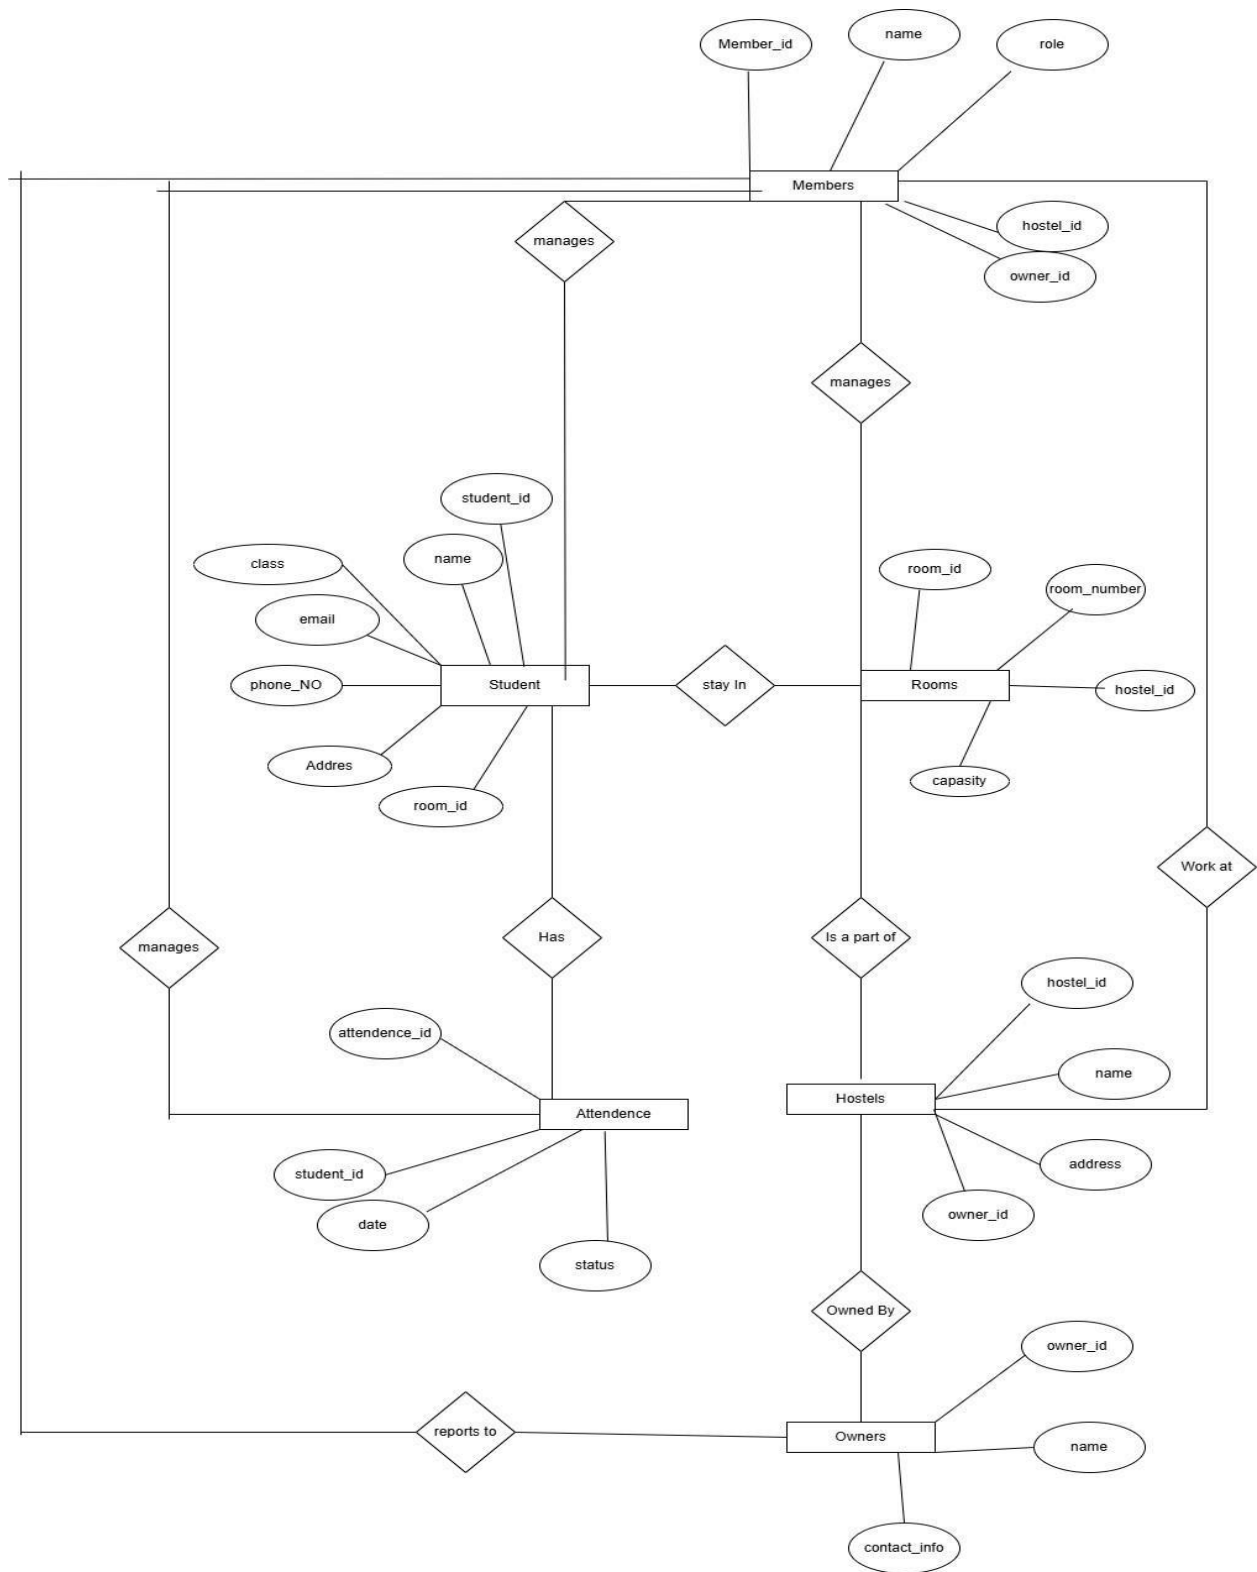 Member_id
name
role
Members
manages
hostel_id
owner_id
manages
student_id
class
name
email
room_id
room_number
phone_NO
Student
stay In
Rooms
hostel_id
Addres
room_id
capasity
Work at
manages
Has
Is a part of
hostel_id
attendence_id
name
Hostels
Attendence
student_id
address
date
owner_id
status
Owned By
owner_id
reports to
Owners
name
contact_info